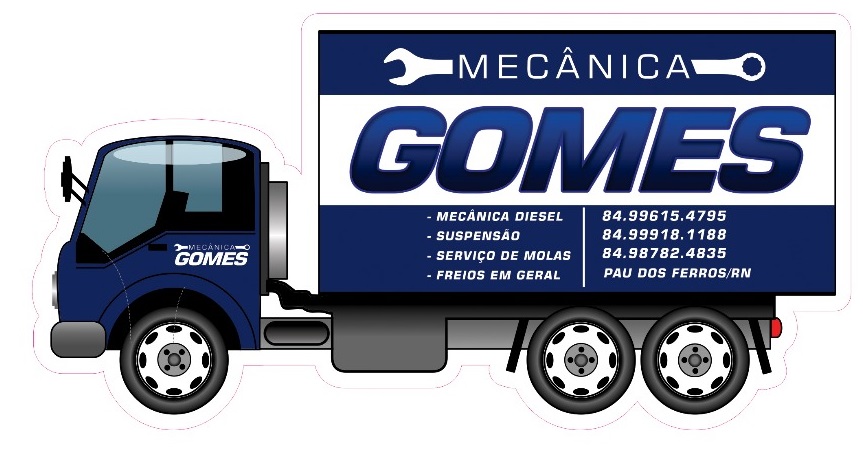 MECÂNICA
GOMES
- MECÂNICA DIESEL
- SUSPENSÃO
- SERVIÇO DE MOLAS
- FREIOS EM GERAL
84.99615.4795
84.99918.1188
84.98782.4835
PAU DOS FERROS/RN
MECÂNICA
GOMES